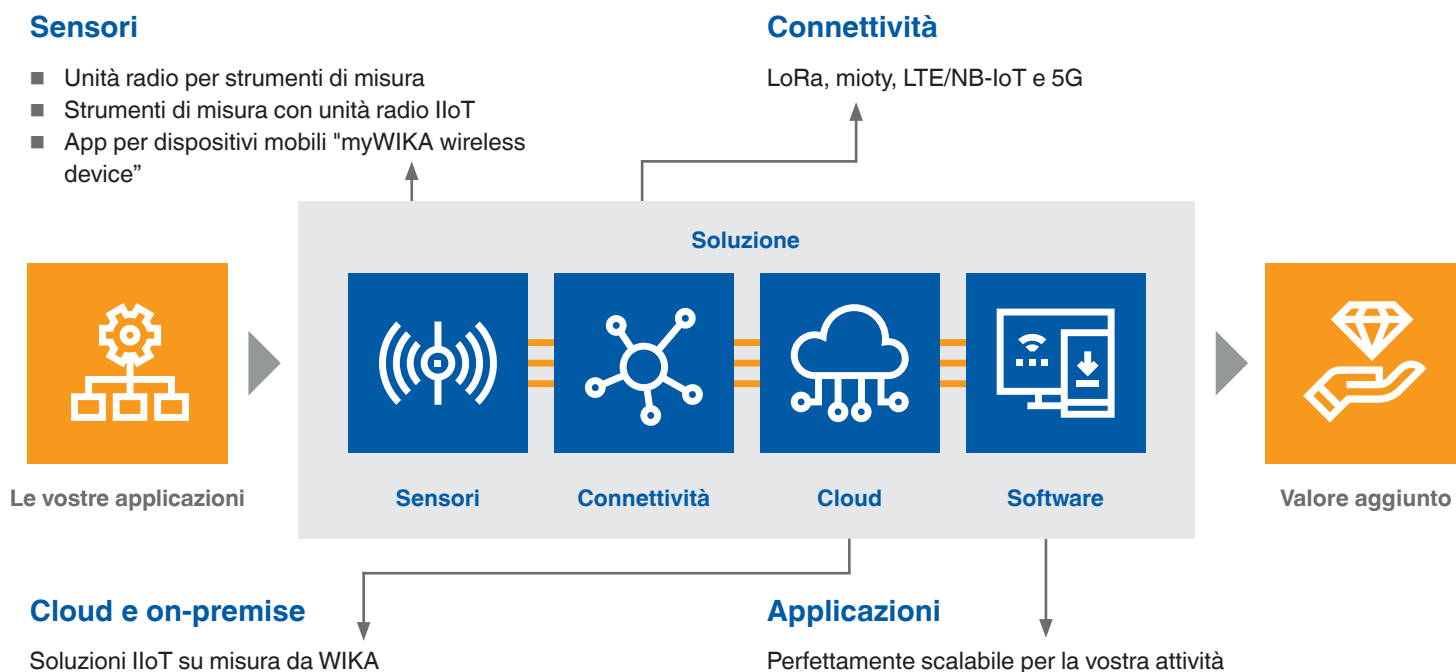 Sensori
■ Unità radio per strumenti di misura
■ Strumenti di misura con unità radio IIoT
■ App per dispositivi mobili "myWIKA wireless
device”
Connettività
LoRa, mioty, LTE/NB-IoT e 5G
Soluzione
Le vostre applicazioni
Sensori
Connettività
Cloud
Software
Valore aggiunto
Cloud e on-premise
Soluzioni IIoT su misura da WIKA
Applicazioni
Perfettamente scalabile per la vostra attività